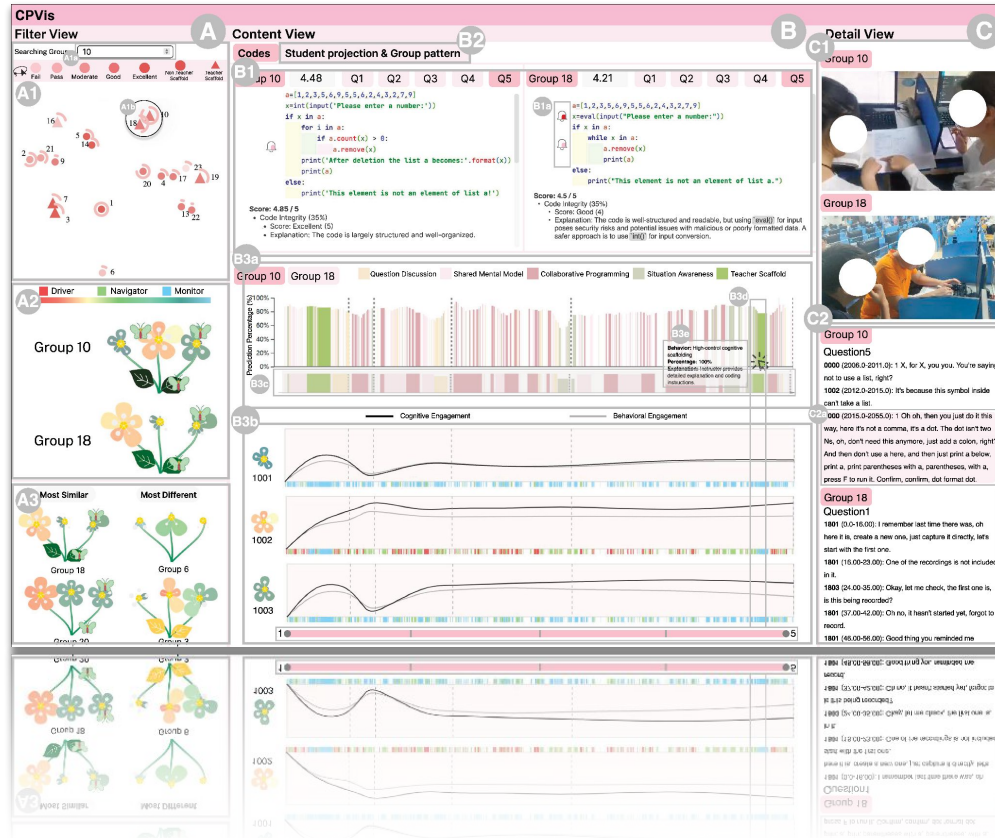 CPVis
Filter View
A
Searching Group
10
A1a
Fail
Pass
Moderate
Good
Excellent
Non Teacher Scaffold
Teacher Scaffold
A1
A1b
16
18
10
5
14
2
21
9
20
4
17
23
19
7
3
1
13
22
6
A2
Driver
Navigator
Monitor
Group 10
Group 18
A3
Most Similar
Most Different
Group 18
Group 6
Group 20
Group 3
Content View
B
Codes
Student projection & Group pattern
B2
B1
Group 10
4.48
Q1
Q2
Q3
Q4
Q5
a=[1,2,3,5,6,9,5,5,6,2,4,3,2,7,9]
x=int(input('Please enter a number:'))
if x in a:
for i in a:
if a.count(x) > 0:
a.remove(x)
print('After deletion the list a becomes:'.format(x))
print(a)
else:
print('This element is not an element of list a!')
Score: 4.85 / 5
• Code Integrity (35%)
• Score: Excellent (5)
• Explanation: The code is largely structured and well-organized.
Group 18
4.21
Q1
Q2
Q3
Q4
Q5
B1a
a=[1,2,3,5,6,9,5,5,6,2,4,3,2,7,9]
x=eval(input("Please enter a number:"))
if x in a:
while x in a:
a.remove(x)
print(a)
else:
print("This element is not an element of list a.")
Score: 4.5 / 5
• Code Integrity (35%)
• Score: Good (4)
• Explanation: The code is well-structured and readable, but using `eval()` for input
poses security risks and potential issues with malicious or poorly formatted data. A
safer approach is to use `int()` for input conversion.
B3a
Group 10
Group 18
Question Discussion
Shared Mental Model
Collaborative Programming
Situation Awareness
Teacher Scaffold
Prediction Percentage (%)
100%
80%
60%
40%
20%
0%
B3d
B3e
Behavior: High-control cognitive
scaffolding
Percentage: 100%
Explanation: Instructor provides
detailed explanation and coding
instructions
B3c
B3b
Cognitive Engagement
Behavioral Engagement
1001
1002
1003
1
5
Detail View
C
C1
Group 10
Group 18
C2
Group 10
Question5
0000 (2006.0-2011.0): 1 X, for X, you you. You're saying
not to use a list, right?
1002 (2012.0-2015.0): It's because this symbol inside
can't take a list.
C2a
0000 (2015.0-2055.0): 1 Oh oh, then you just do it this
way, here it's not a comma, it's a dot. The dot isn't two
Ns, oh, don't need this anymore, just add a colon, right?
And then don't use a here, and then just print a below,
print a, print parentheses with a, parentheses, with a,
press F to run it. Confirm, confirm, dot format dot.
Group 18
Question1
1801 (0.0-16.00): I remember last time there was, oh
here it is, create a new one, just capture it directly, let's
start with the first one.
1801 (16.00-23.00): One of the recordings is not included
in it.
1803 (24.00-35.00): Okay, let me check, the first one is,
is this being recorded?
1801 (37.00-42.00): Oh no, it hasn't started yet, forgot to
record.
1801 (46.00-56.00): Good thing you reminded me